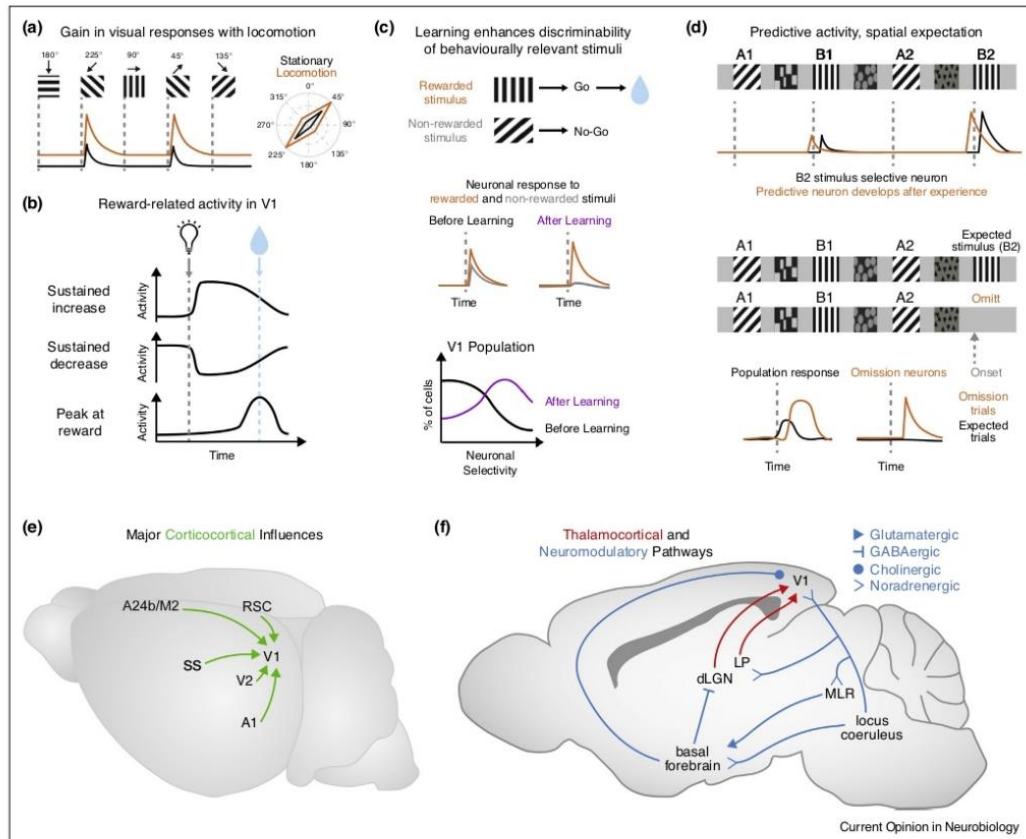 (a)
Gain in visual responses with locomotion
180° 225° 90° 45° 135°
Stationary
Locomotion
0°
315° 45°
270° 90°
225° 135°
180°
(b)
Reward-related activity in V1
Sustained
increase
Activity
Sustained
decrease
Activity
Peak at
reward
Activity
Time
(c)
Learning enhances discriminability
of behaviourally relevant stimuli
Rewarded
stimulus
Go
Non-rewarded
stimulus
No-Go
Neuronal response to
rewarded and non-rewarded stimuli
Before Learning After Learning
Time Time
V1 Population
% of cells
After Learning
Before Learning
Neuronal
Selectivity
(d)
Predictive activity, spatial expectation
A1 B1 A2 B2
B2 stimulus selective neuron
Predictive neuron develops after experience
A1 B1 A2
Expected
stimulus (B2)
A1 B1 A2 Omitt
Onset
Population response Omission neurons
Omission
trials
Expected
trials
Time Time
(e)
Major Corticocortical Influences
A24b/M2
RSC
SS
V1
V2
A1
(f)
Thalamocortical and
Neuromodulatory Pathways
Glutamatergic
GABAergic
Cholinergic
Noradrenergic
V1
LP
dLGN
MLR
locus
coeruleus
basal
forebrain
Current Opinion in Neurobiology